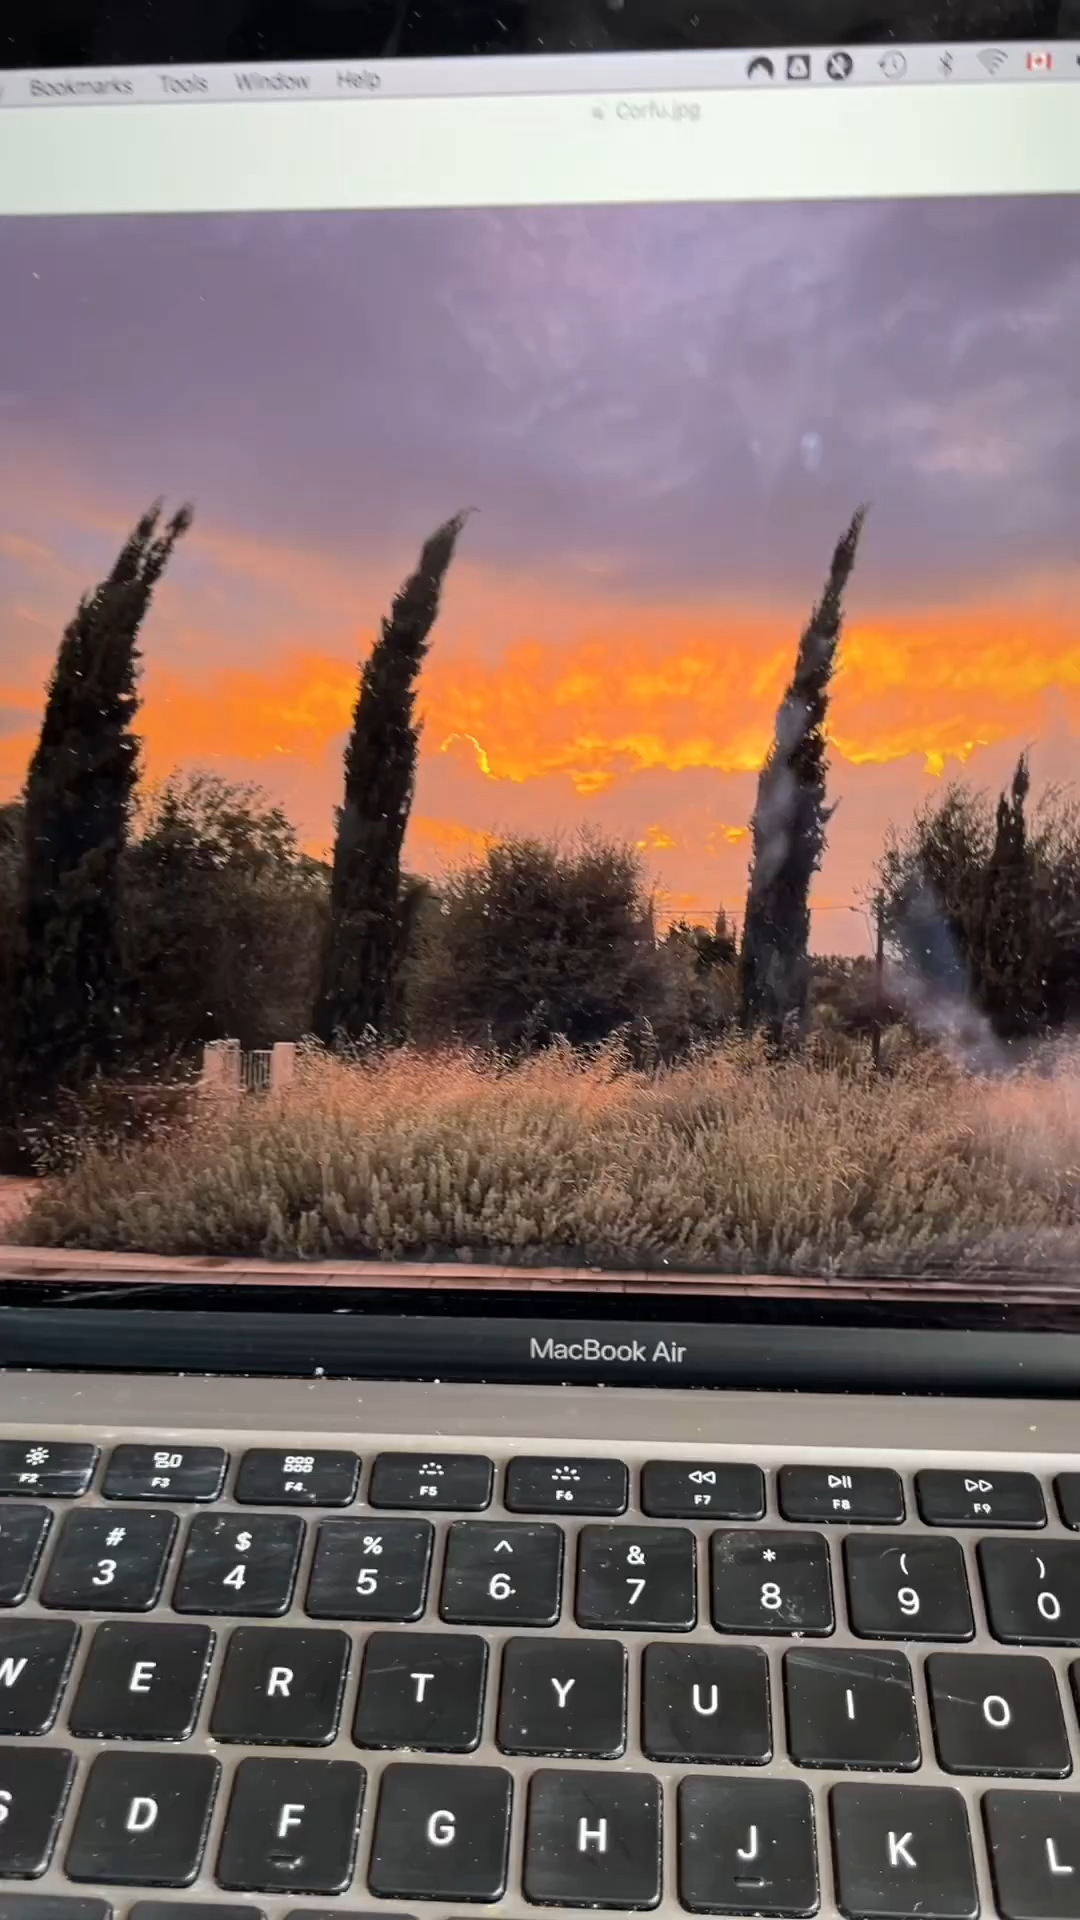 Bookmarks Tools Window Help
Corfu.jpg
MacBook Air
F2 F3 F4 F5 F6 F7 F8 F9
# $ % ^ & * ( )
3 4 5 6 7 8 9 0
W E R T Y U I O
S D F G H J K L